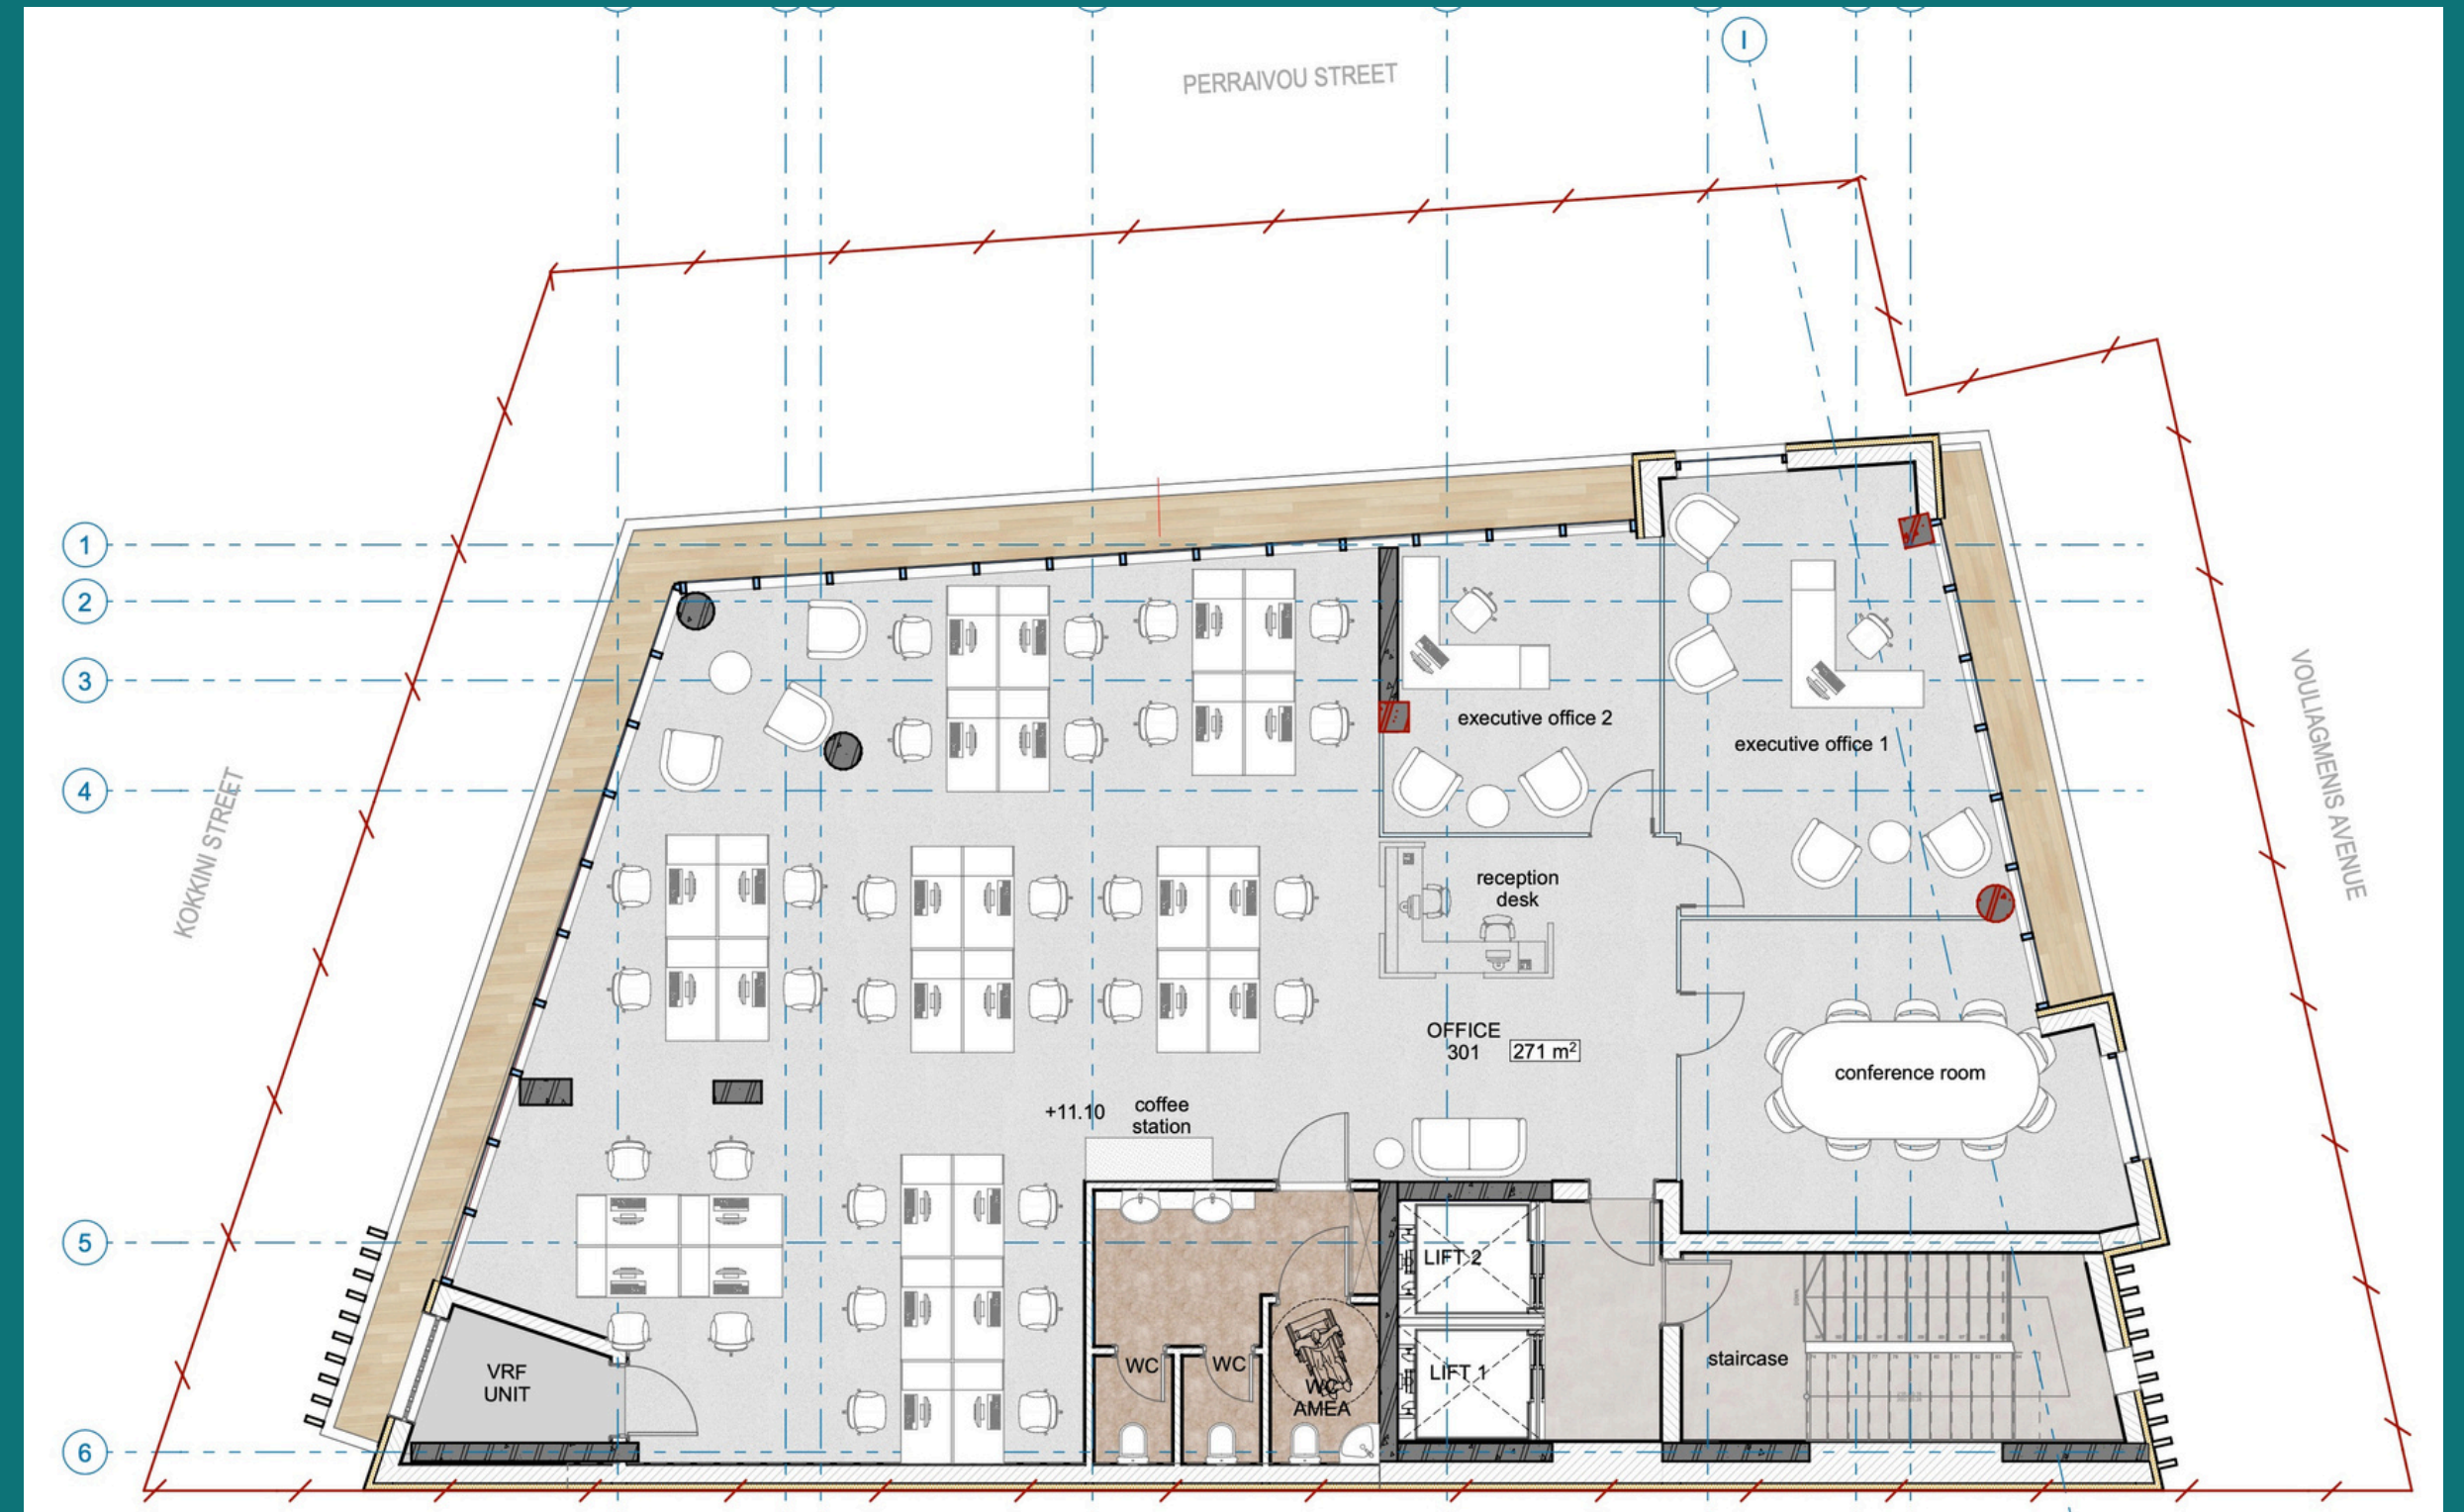 I
PERRAIVOU STREET
1
2
3
4
5
6
KOKKINI STREET
VOULIAGMENIS AVENUE
executive office 2
executive office 1
reception
desk
OFFICE
301
271 m²
conference room
+11.10
coffee
station
LIFT 2
LIFT 1
WC
WC
WC
AMEA
VRF
UNIT
staircase